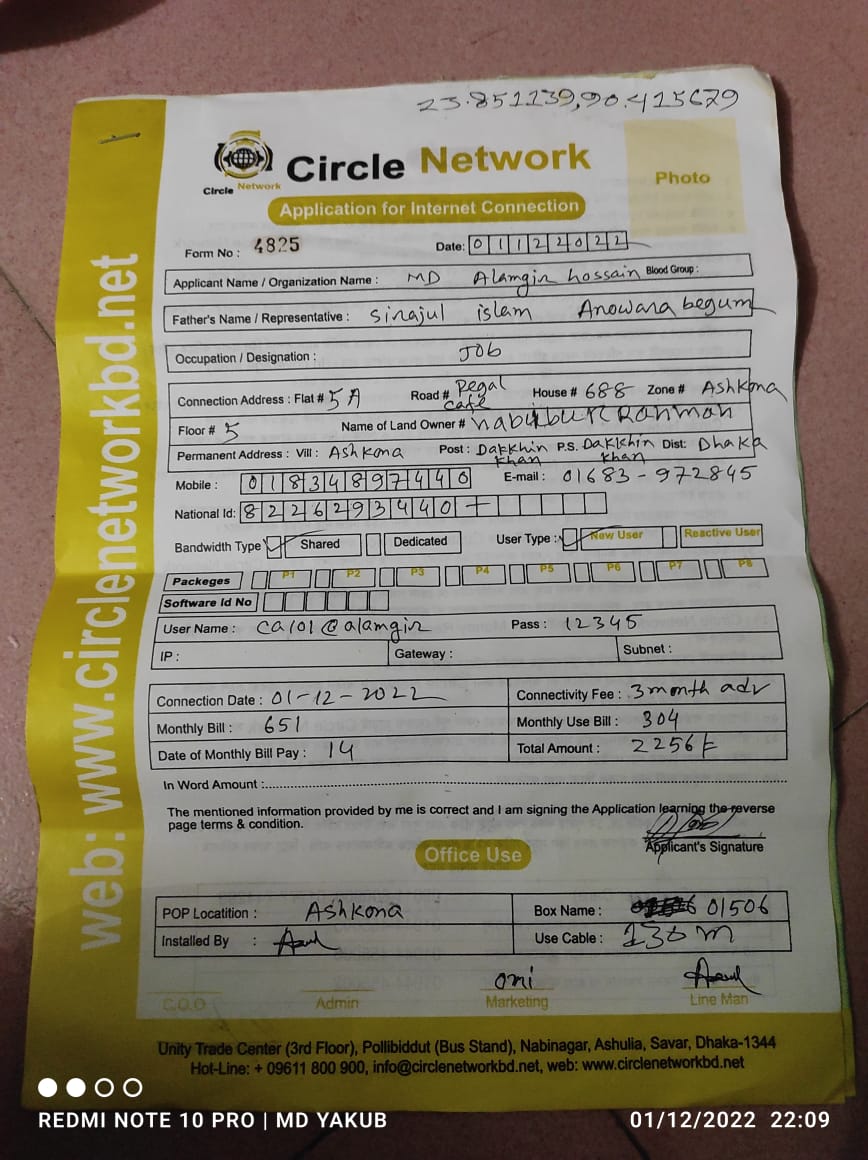 23.851139,90.415679
Circle Network
Circle Network
Photo
Application for Internet Connection
Form No : 4825
Date: 01122022
Applicant Name / Organization Name : MD Alamgir hossain Blood Group :
Father's Name / Representative : Sirajul islam Anowara begum
Occupation / Designation : JOb
Connection Address : Flat # 5A Road # Pegal cafe House # 688 Zone # Ashkona
Floor # 5 Name of Land Owner # Rahman
Permanent Address : Vill : Ashkona Post : Dakkhin khan P.S. Dakkhin khan Dist: Dhaka
Mobile : 01834897440 E-mail : 01683-972845
National Id: 8226293440
Bandwidth Type Shared Dedicated User Type : New User Reactive User
Packeges P1 P2 P3 P4 P5 P6 P7 P8
Software Id No
User Name : ca101@alamgir Pass : 12345
IP : Gateway : Subnet :
Connection Date : 01-12-2022 Connectivity Fee : 3 month adv
Monthly Bill : 651 Monthly Use Bill : 304
Date of Monthly Bill Pay : 14 Total Amount : 2256
In Word Amount :
The mentioned information provided by me is correct and I am signing the Application learning the reverse
page terms & condition.
Applicant's Signature
Office Use
POP Locatition : Ashkona Box Name : 01506
Installed By : Use Cable : 130 m
oni
C.O.O Admin Marketing Line Man
Unity Trade Center (3rd Floor), Pollibiddut (Bus Stand), Nabinagar, Ashulia, Savar, Dhaka-1344
Hot-Line: + 09611 800 900, info@circlenetworkbd.net, web: www.circlenetworkbd.net
web: www.circlenetworkbd.net
REDMI NOTE 10 PRO | MD YAKUB 01/12/2022 22:09